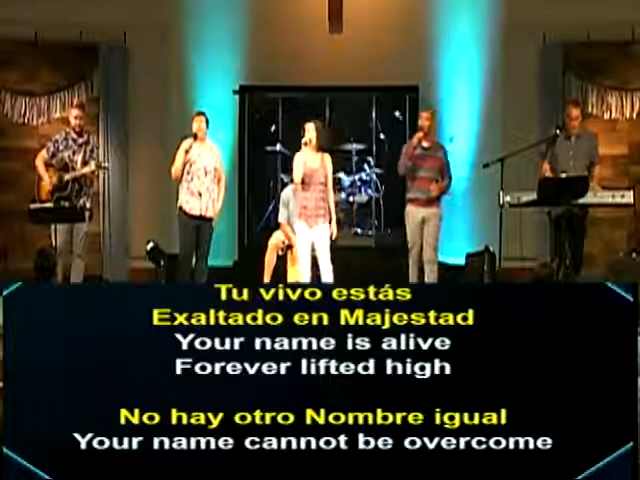 Tu vivo estás
Exaltado en Majestad
Your name is alive
Forever lifted high
No hay otro Nombre igual
Your name cannot be overcome